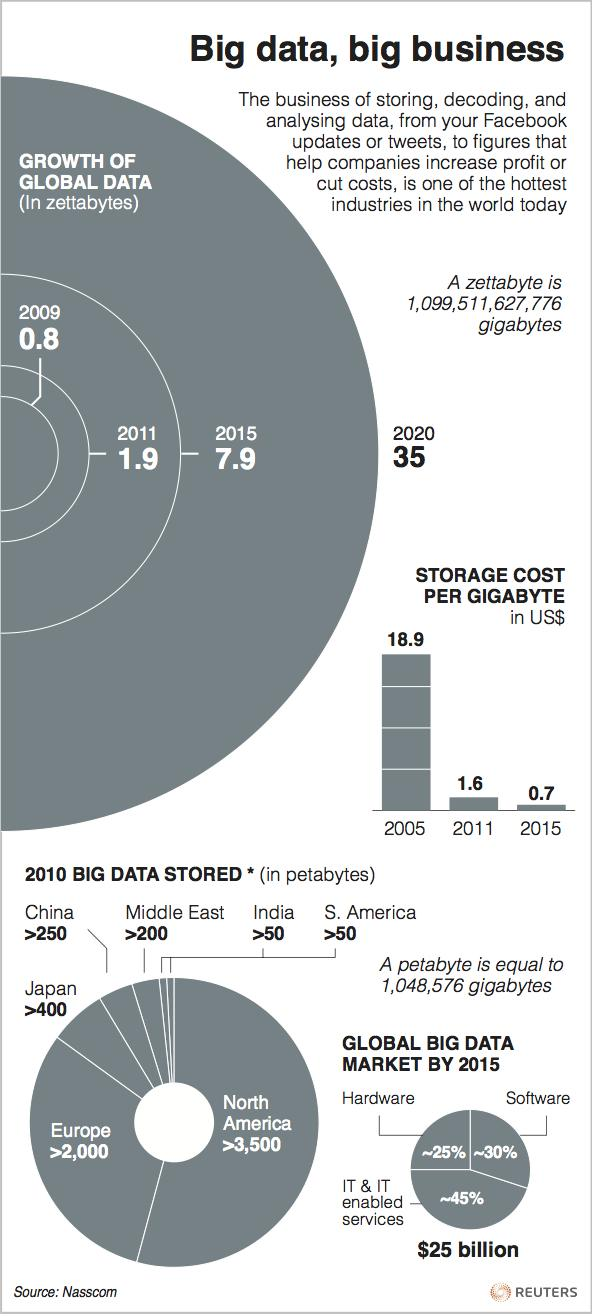 Big data, big business
The business of storing, decoding, and
analysing data, from your Facebook
updates or tweets, to figures that
help companies increase profit or
cut costs, is one of the hottest
industries in the world today
GROWTH OF
GLOBAL DATA
(In zettabytes)
A zettabyte is
1,099,511,627,776
gigabytes
2009
0.8
2011
1.9
2015
7.9
2020
35
STORAGE COST
PER GIGABYTE
in US$
18.9
1.6
0.7
2005
2011
2015
2010 BIG DATA STORED * (in petabytes)
China
>250
Middle East
>200
India
>50
S. America
>50
Japan
>400
Europe
>2,000
North
America
>3,500
A petabyte is equal to
1,048,576 gigabytes
GLOBAL BIG DATA
MARKET BY 2015
Hardware
Software
~25%
~30%
IT & IT
enabled
services
~45%
$25 billion
Source: Nasscom
REUTERS